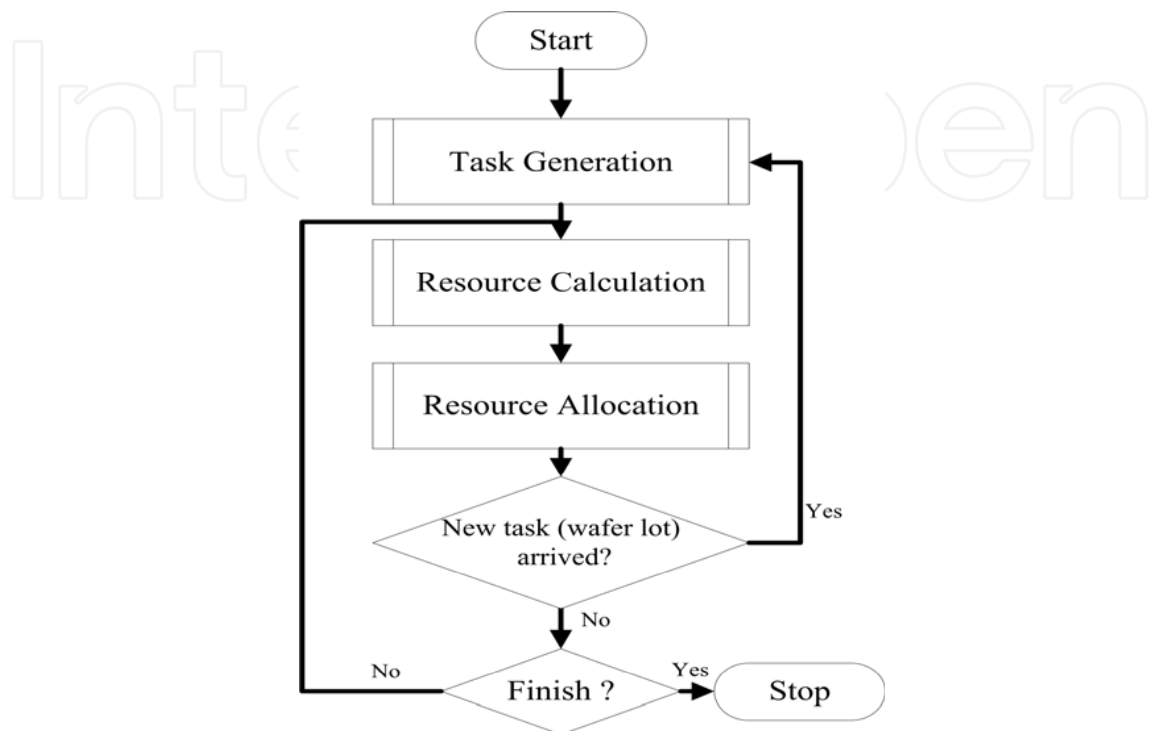 Start
Task Generation
Resource Calculation
Resource Allocation
New task (wafer lot)
arrived?
Yes
No
No
Finish ?
Yes
Stop